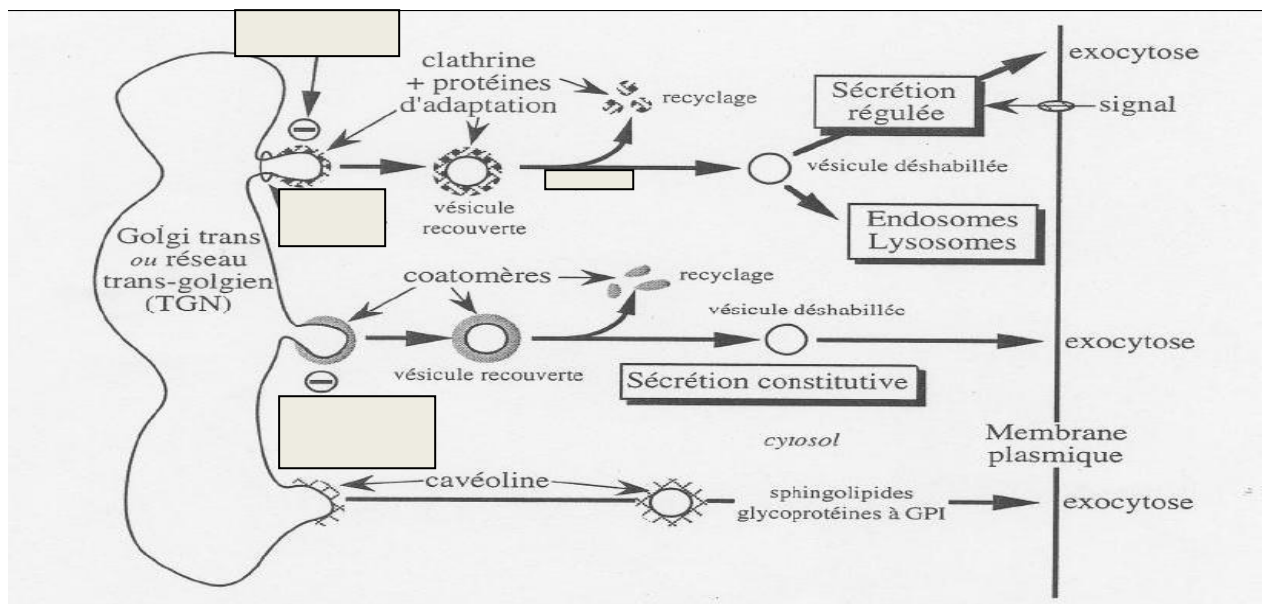 exocytose
clathrine
+ protéines
d'adaptation
recyclage
Sécrétion
régulée
signal
vésicule déshabillée
vésicule
recouverte
Endosomes
Lysosomes
Golgi trans
ou réseau
trans-golgien
(TGN)
coatomères
recyclage
vésicule déshabillée
exocytose
vésicule recouverte
Sécrétion constitutive
cytosol
Membrane
plasmique
cavéoline
sphingolipides
glycoprotéines à GPI
exocytose